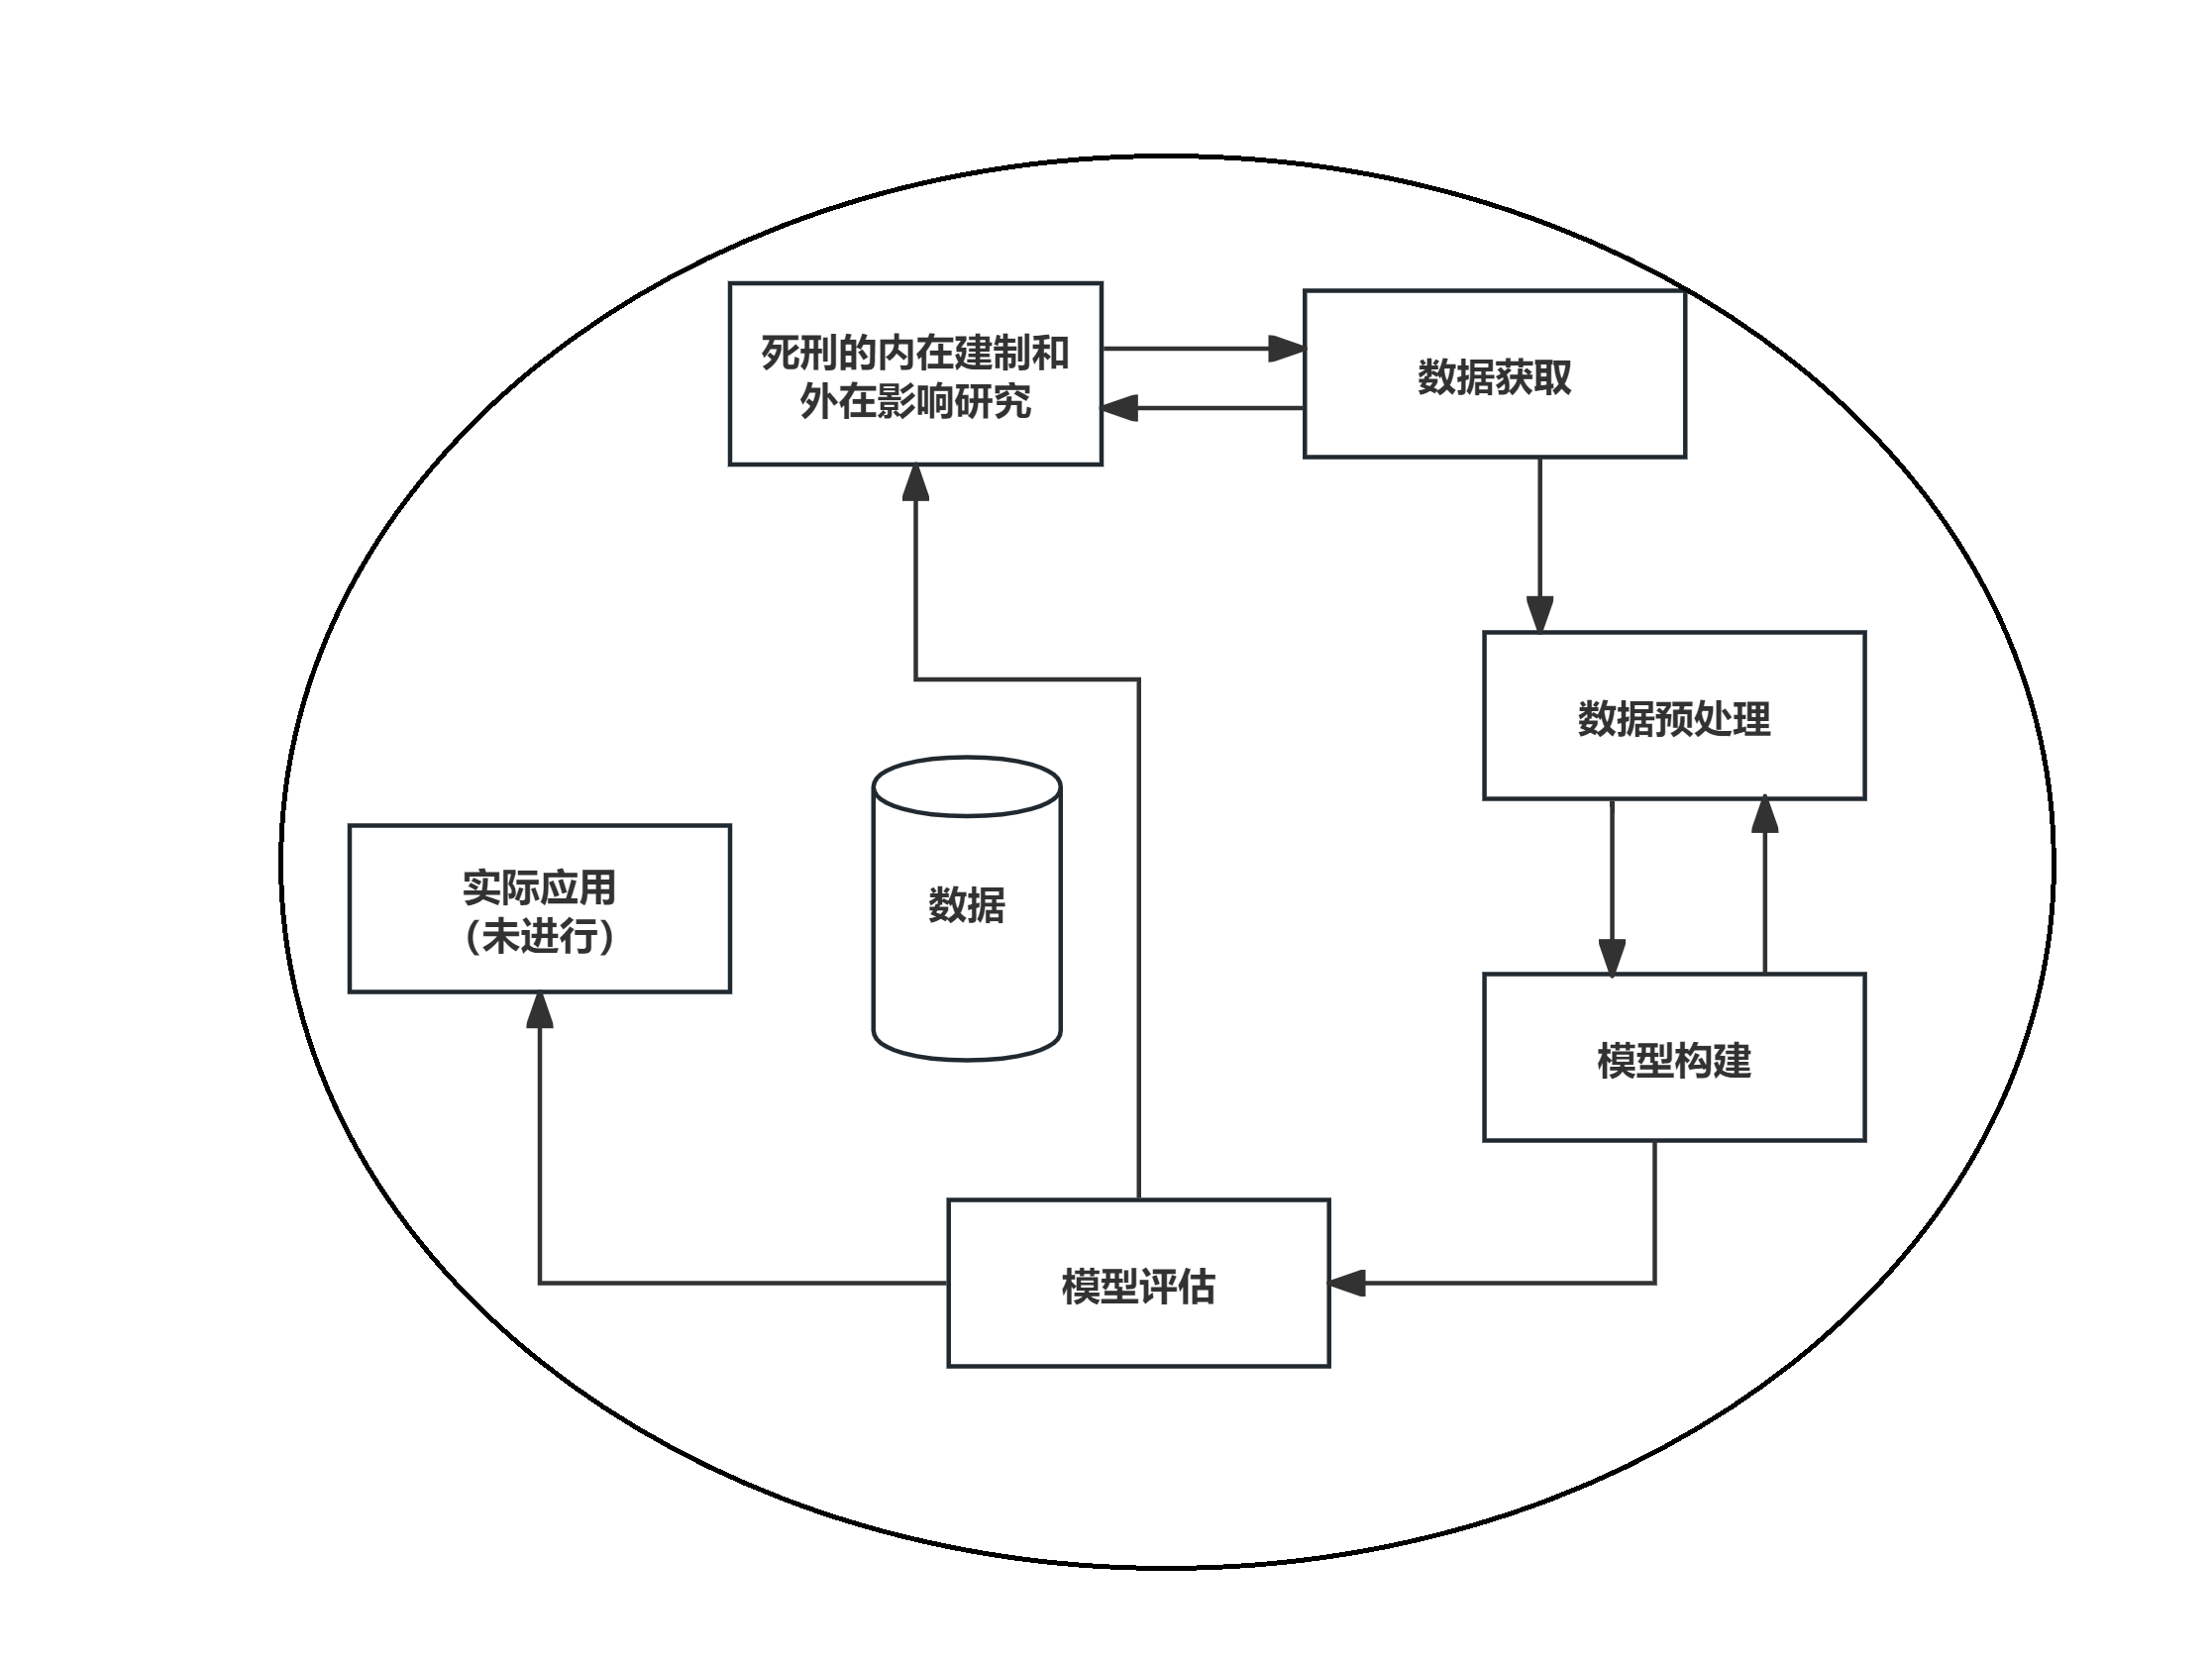 死刑的内在建制和
外在影响研究
数据获取
数据预处理
实际应用
（未进行）
数据
模型构建
模型评估